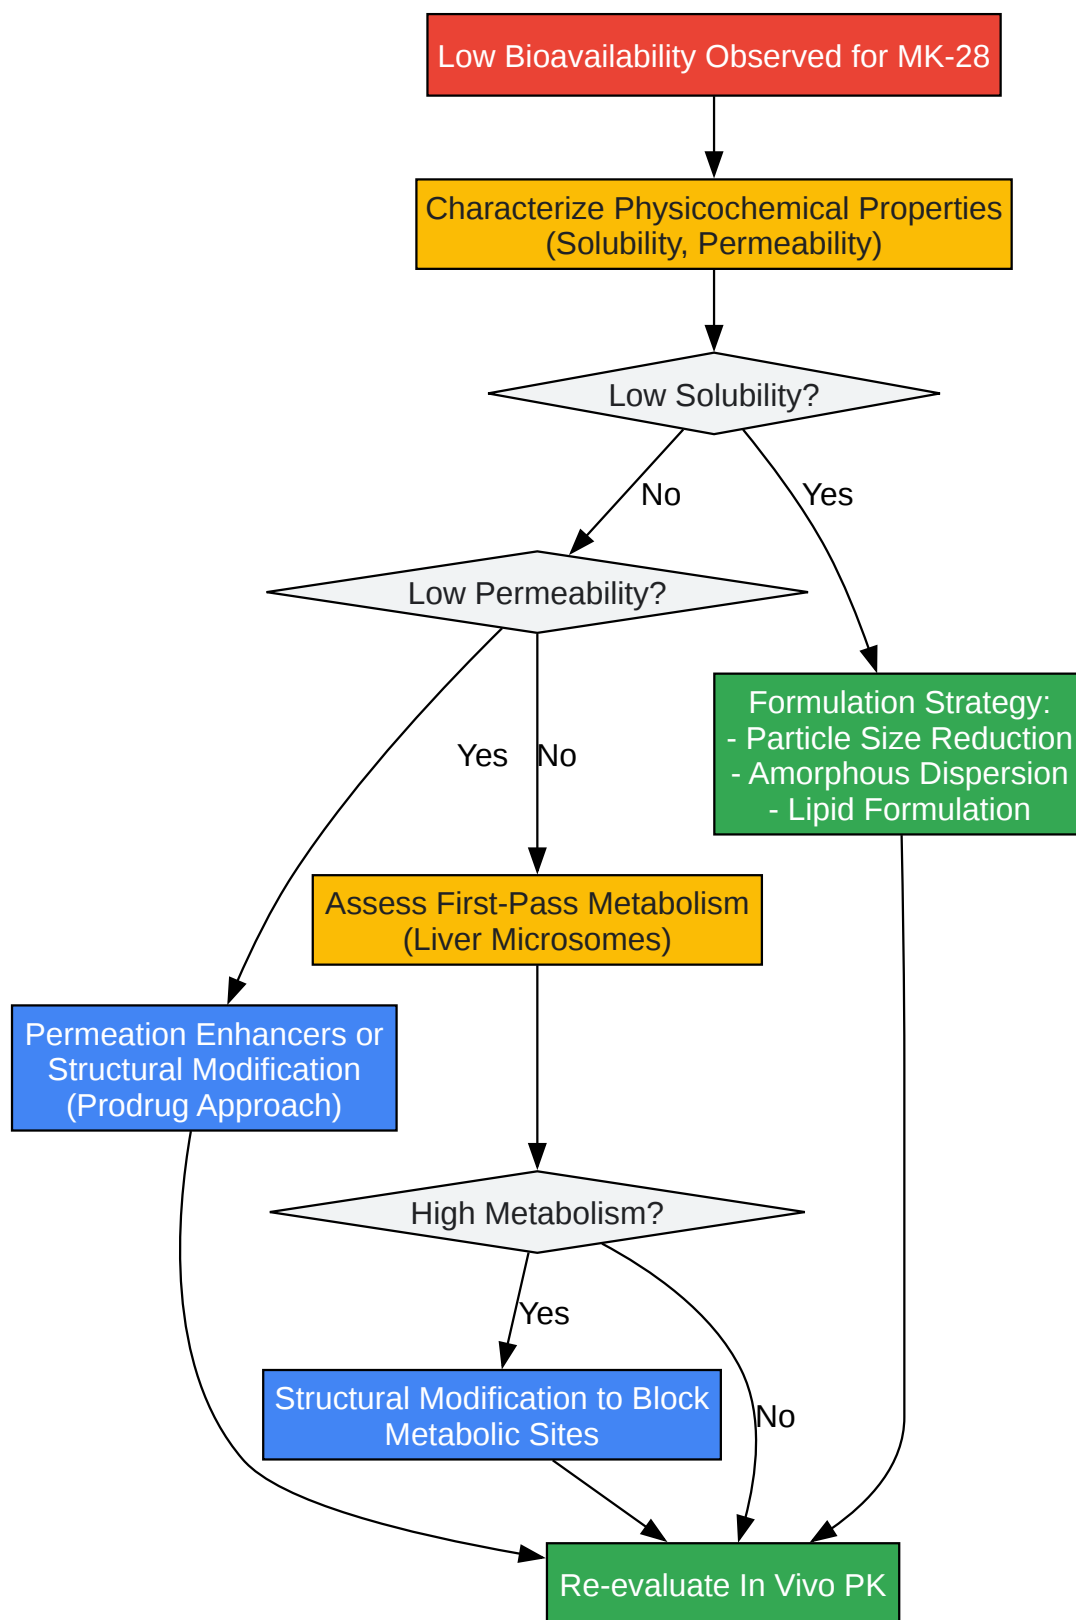 Low Bioavailability Observed for MK-28
Characterize Physicochemical Properties
(Solubility, Permeability)
Low Solubility?
No
Yes
Low Permeability?
Formulation Strategy:
- Particle Size Reduction
- Amorphous Dispersion
- Lipid Formulation
Yes
No
Assess First-Pass Metabolism
(Liver Microsomes)
Permeation Enhancers or
Structural Modification
(Prodrug Approach)
High Metabolism?
Yes
Structural Modification to Block
Metabolic Sites
No
Re-evaluate In Vivo PK